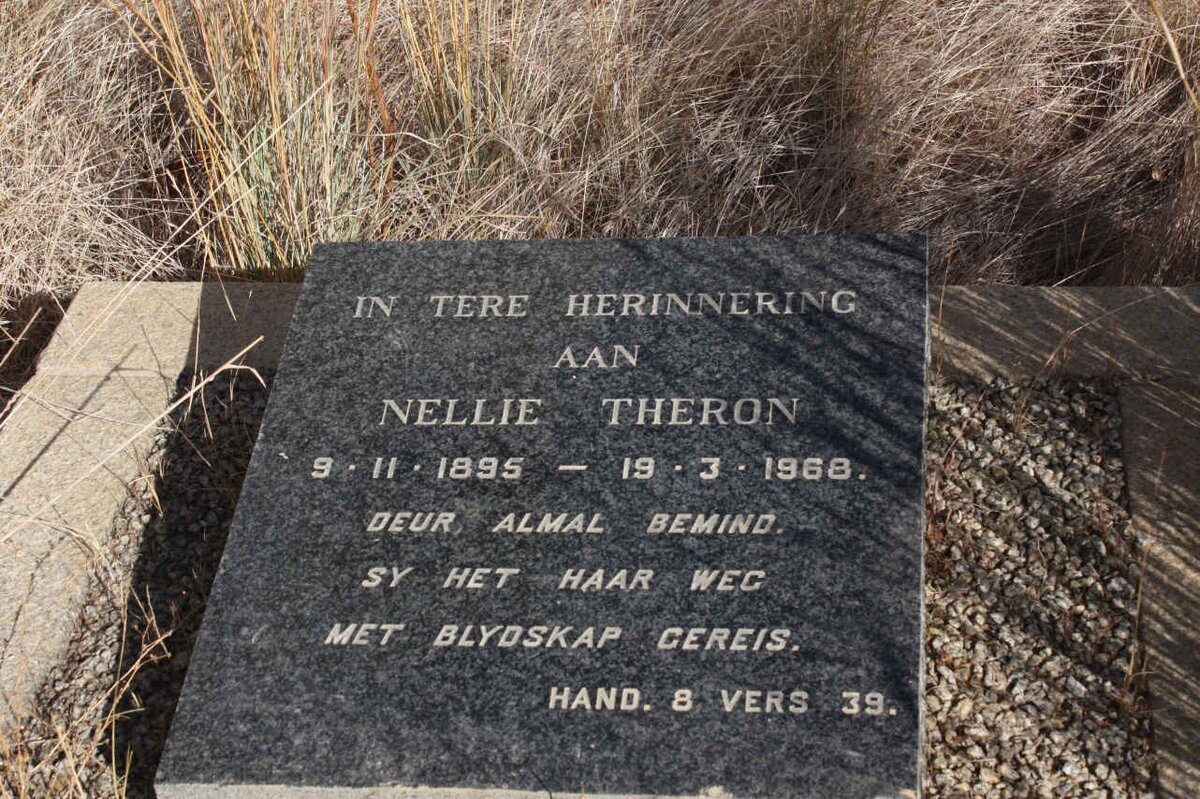 IN TERE HERINNERING
AAN
NELLIE THERON
9·11·1895 — 19·3·1968.
DEUR ALMAL BEMIND.
SY HET HAAR WEG
MET BLYDSKAP GEREIS.
HAND. 8 VERS 39.